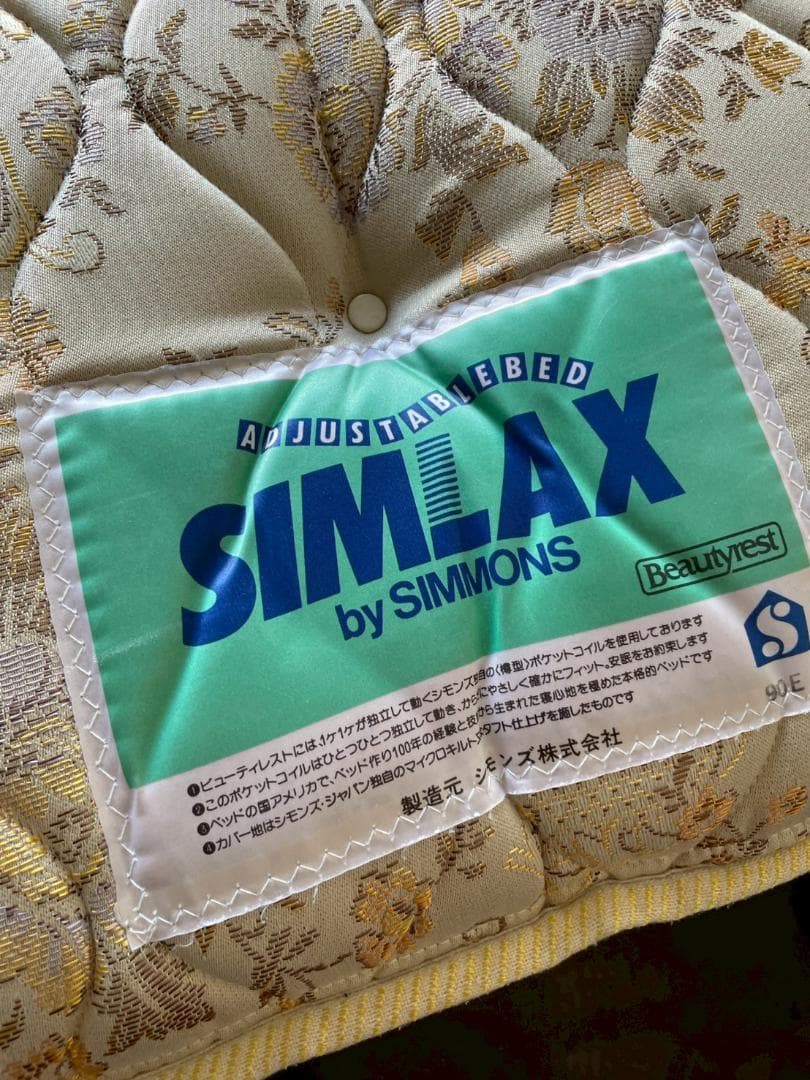 ADJUSTABLEBED
SIMLAX
by SIMMONS
Beautyrest
S
90E
❶ビューティレストには、1ケ1ケが独立して動くシモンズ独自の〈樽型〉ポケットコイルを使用しております
❷このポケットコイルはひとつひとつ独立して動き、からだにやさしく確かにフィット。安眠をお約束します
❸ベッドの国アメリカで、ベッド作り100年の経験と技から生まれた寝心地を極めた本格的ベッドです
❹カバー地はシモンズ・ジャパン独自のマイクロキルト、タフト仕上げを施したものです
製造元 シモンズ株式会社